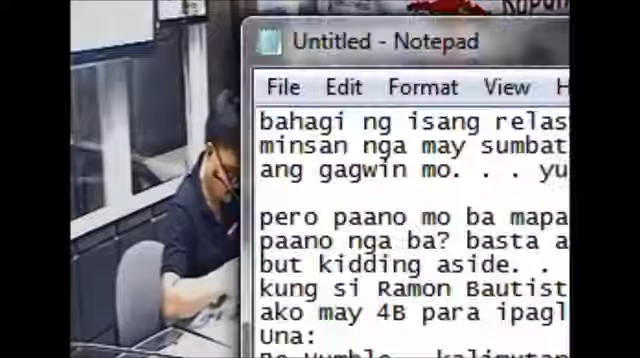 Untitled - Notepad
File Edit Format View
bahagi ng isang
minsan nga may sumbat
ang gagwin mo. . . yu
pero paano mo ba mapa
paano nga ba? basta a
but kidding aside. .
kung si Ramon Bautist
ako may 4B para ipagl
Una:
Be Humble